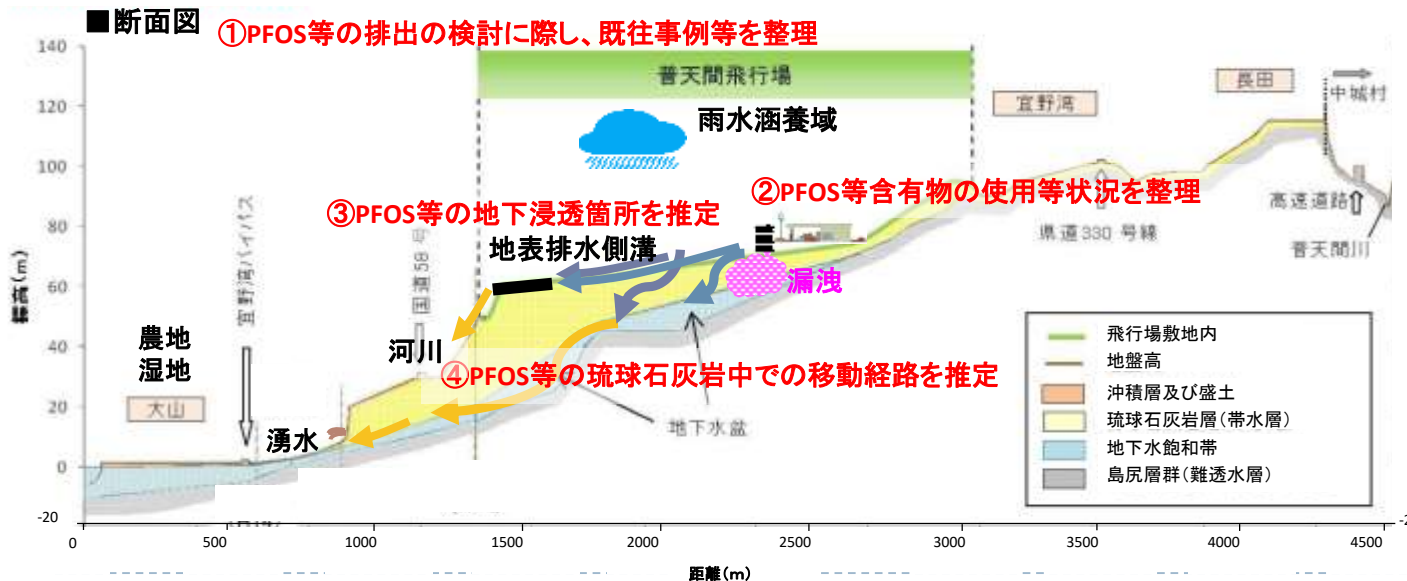 ■断面図
①PFOS等の排出の検討に際し、既往事例等を整理
140
120
100
80
60
40
20
0
-20
標高(m)
普天間飛行場
雨水涵養域
宜野湾
長田
中城村
②PFOS等含有物の使用等状況を整理
③PFOS等の地下浸透箇所を推定
地表排水側溝
漏洩
県道330 号線
高速道路
普天間川
宜野湾バイパス
国道58 号
農地
湿地
河川
④PFOS等の琉球石灰岩中での移動経路を推定
大山
湧水
地下水盆
飛行場敷地内
地盤高
沖積層及び盛土
琉球石灰岩層(帯水層)
地下水飽和帯
島尻層群(難透水層)
0
500
1000
1500
2000
2500
3000
3500
4000
4500
距離(m)